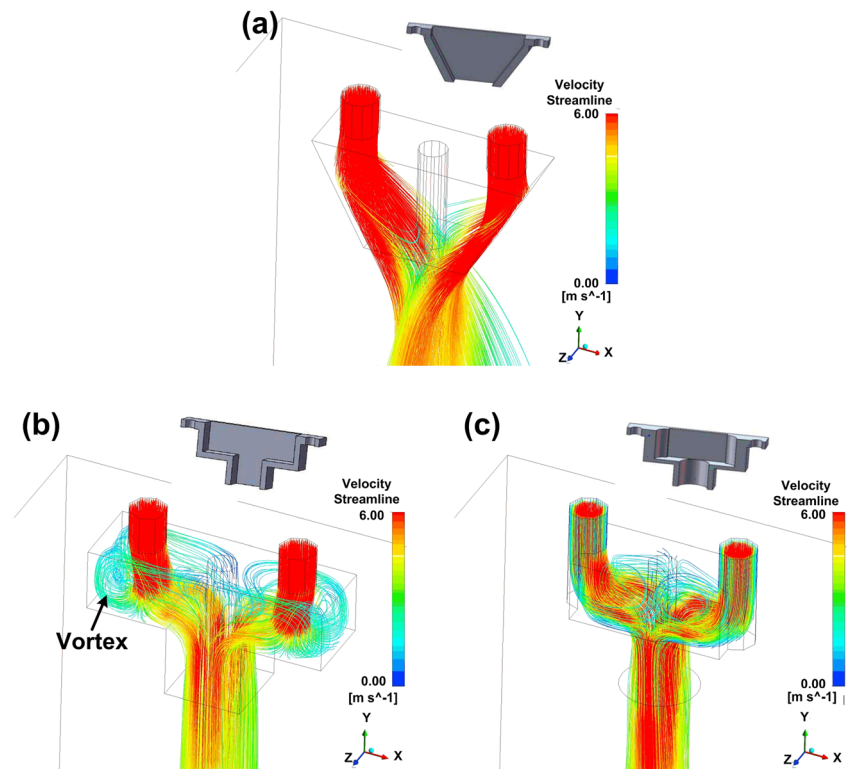 (a)
Velocity
Streamline
6.00
0.00
[m s^-1]
Y
X
Z
(b)
Velocity
Streamline
6.00
Vortex
0.00
[m s^-1]
Y
X
Z
(c)
Velocity
Streamline
6.00
0.00
[m s^-1]
Y
X
Z